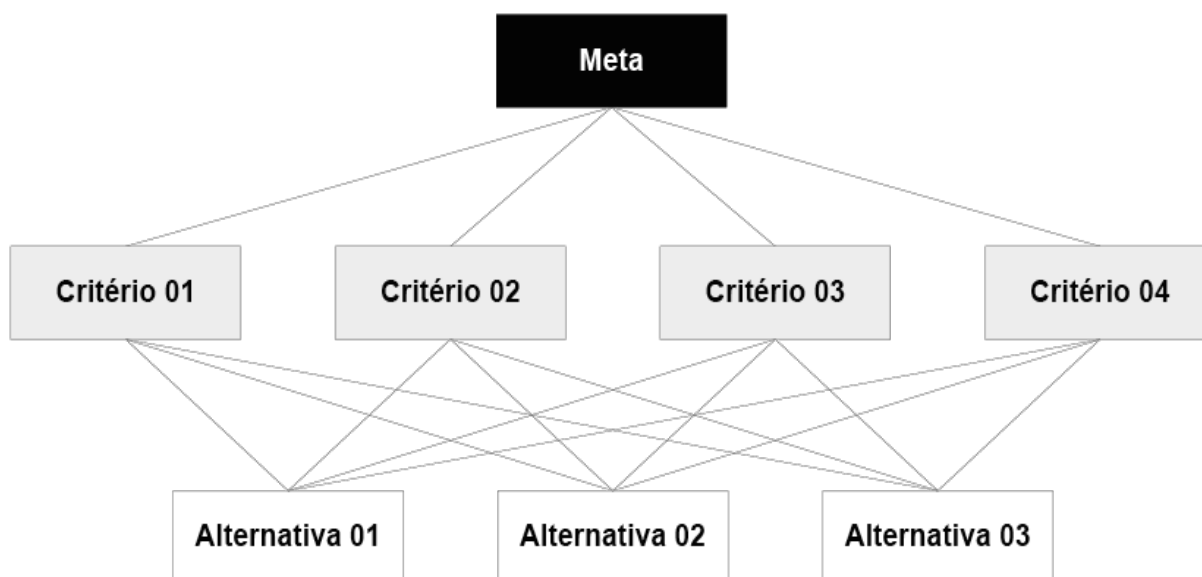 Meta
Critério 01
Critério 02
Critério 03
Critério 04
Alternativa 01
Alternativa 02
Alternativa 03